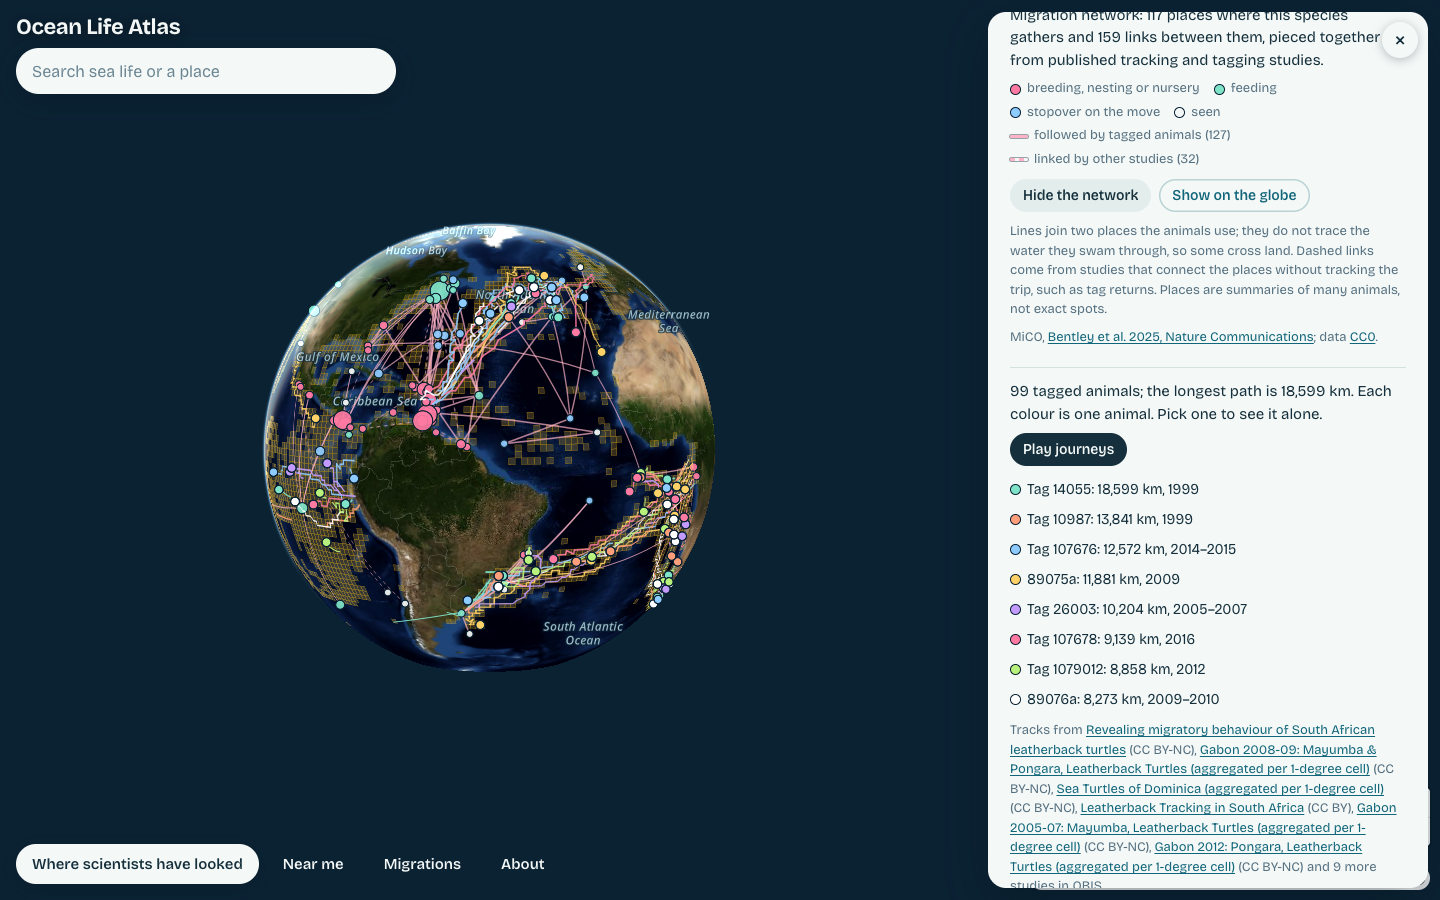 Ocean Life Atlas
Search sea life or a place
Baffin Bay
Hudson Bay
Mediterranean
Sea
Gulf of Mexico
Caribbean Sea
South Atlantic
Ocean
Where scientists have looked
Near me
Migrations
About
Migration network: 117 places where this species
gathers and 159 links between them, pieced together
from published tracking and tagging studies.
×
breeding, nesting or nursery
feeding
stopover on the move
seen
followed by tagged animals (127)
linked by other studies (32)
Hide the network
Show on the globe
Lines join two places the animals use; they do not trace the
water they swam through, so some cross land. Dashed links
come from studies that connect the places without tracking the
trip, such as tag returns. Places are summaries of many animals,
not exact spots.
MiCO, Bentley et al. 2025, Nature Communications; data CC0.
99 tagged animals; the longest path is 18,599 km. Each
colour is one animal. Pick one to see it alone.
Play journeys
Tag 14055: 18,599 km, 1999
Tag 10987: 13,841 km, 1999
Tag 107676: 12,572 km, 2014–2015
89075a: 11,881 km, 2009
Tag 26003: 10,204 km, 2005–2007
Tag 107678: 9,139 km, 2016
Tag 1079012: 8,858 km, 2012
89076a: 8,273 km, 2009–2010
Tracks from Revealing migratory behaviour of South African
leatherback turtles (CC BY-NC), Gabon 2008-09: Mayumba &
Pongara, Leatherback Turtles (aggregated per 1-degree cell) (CC
BY-NC), Sea Turtles of Dominica (aggregated per 1-degree cell)
(CC BY-NC), Leatherback Tracking in South Africa (CC BY), Gabon
2005-07: Mayumba, Leatherback Turtles (aggregated per 1-
degree cell) (CC BY-NC), Gabon 2012: Pongara, Leatherback
Turtles (aggregated per 1-degree cell) (CC BY-NC) and 9 more
studies in OBIS